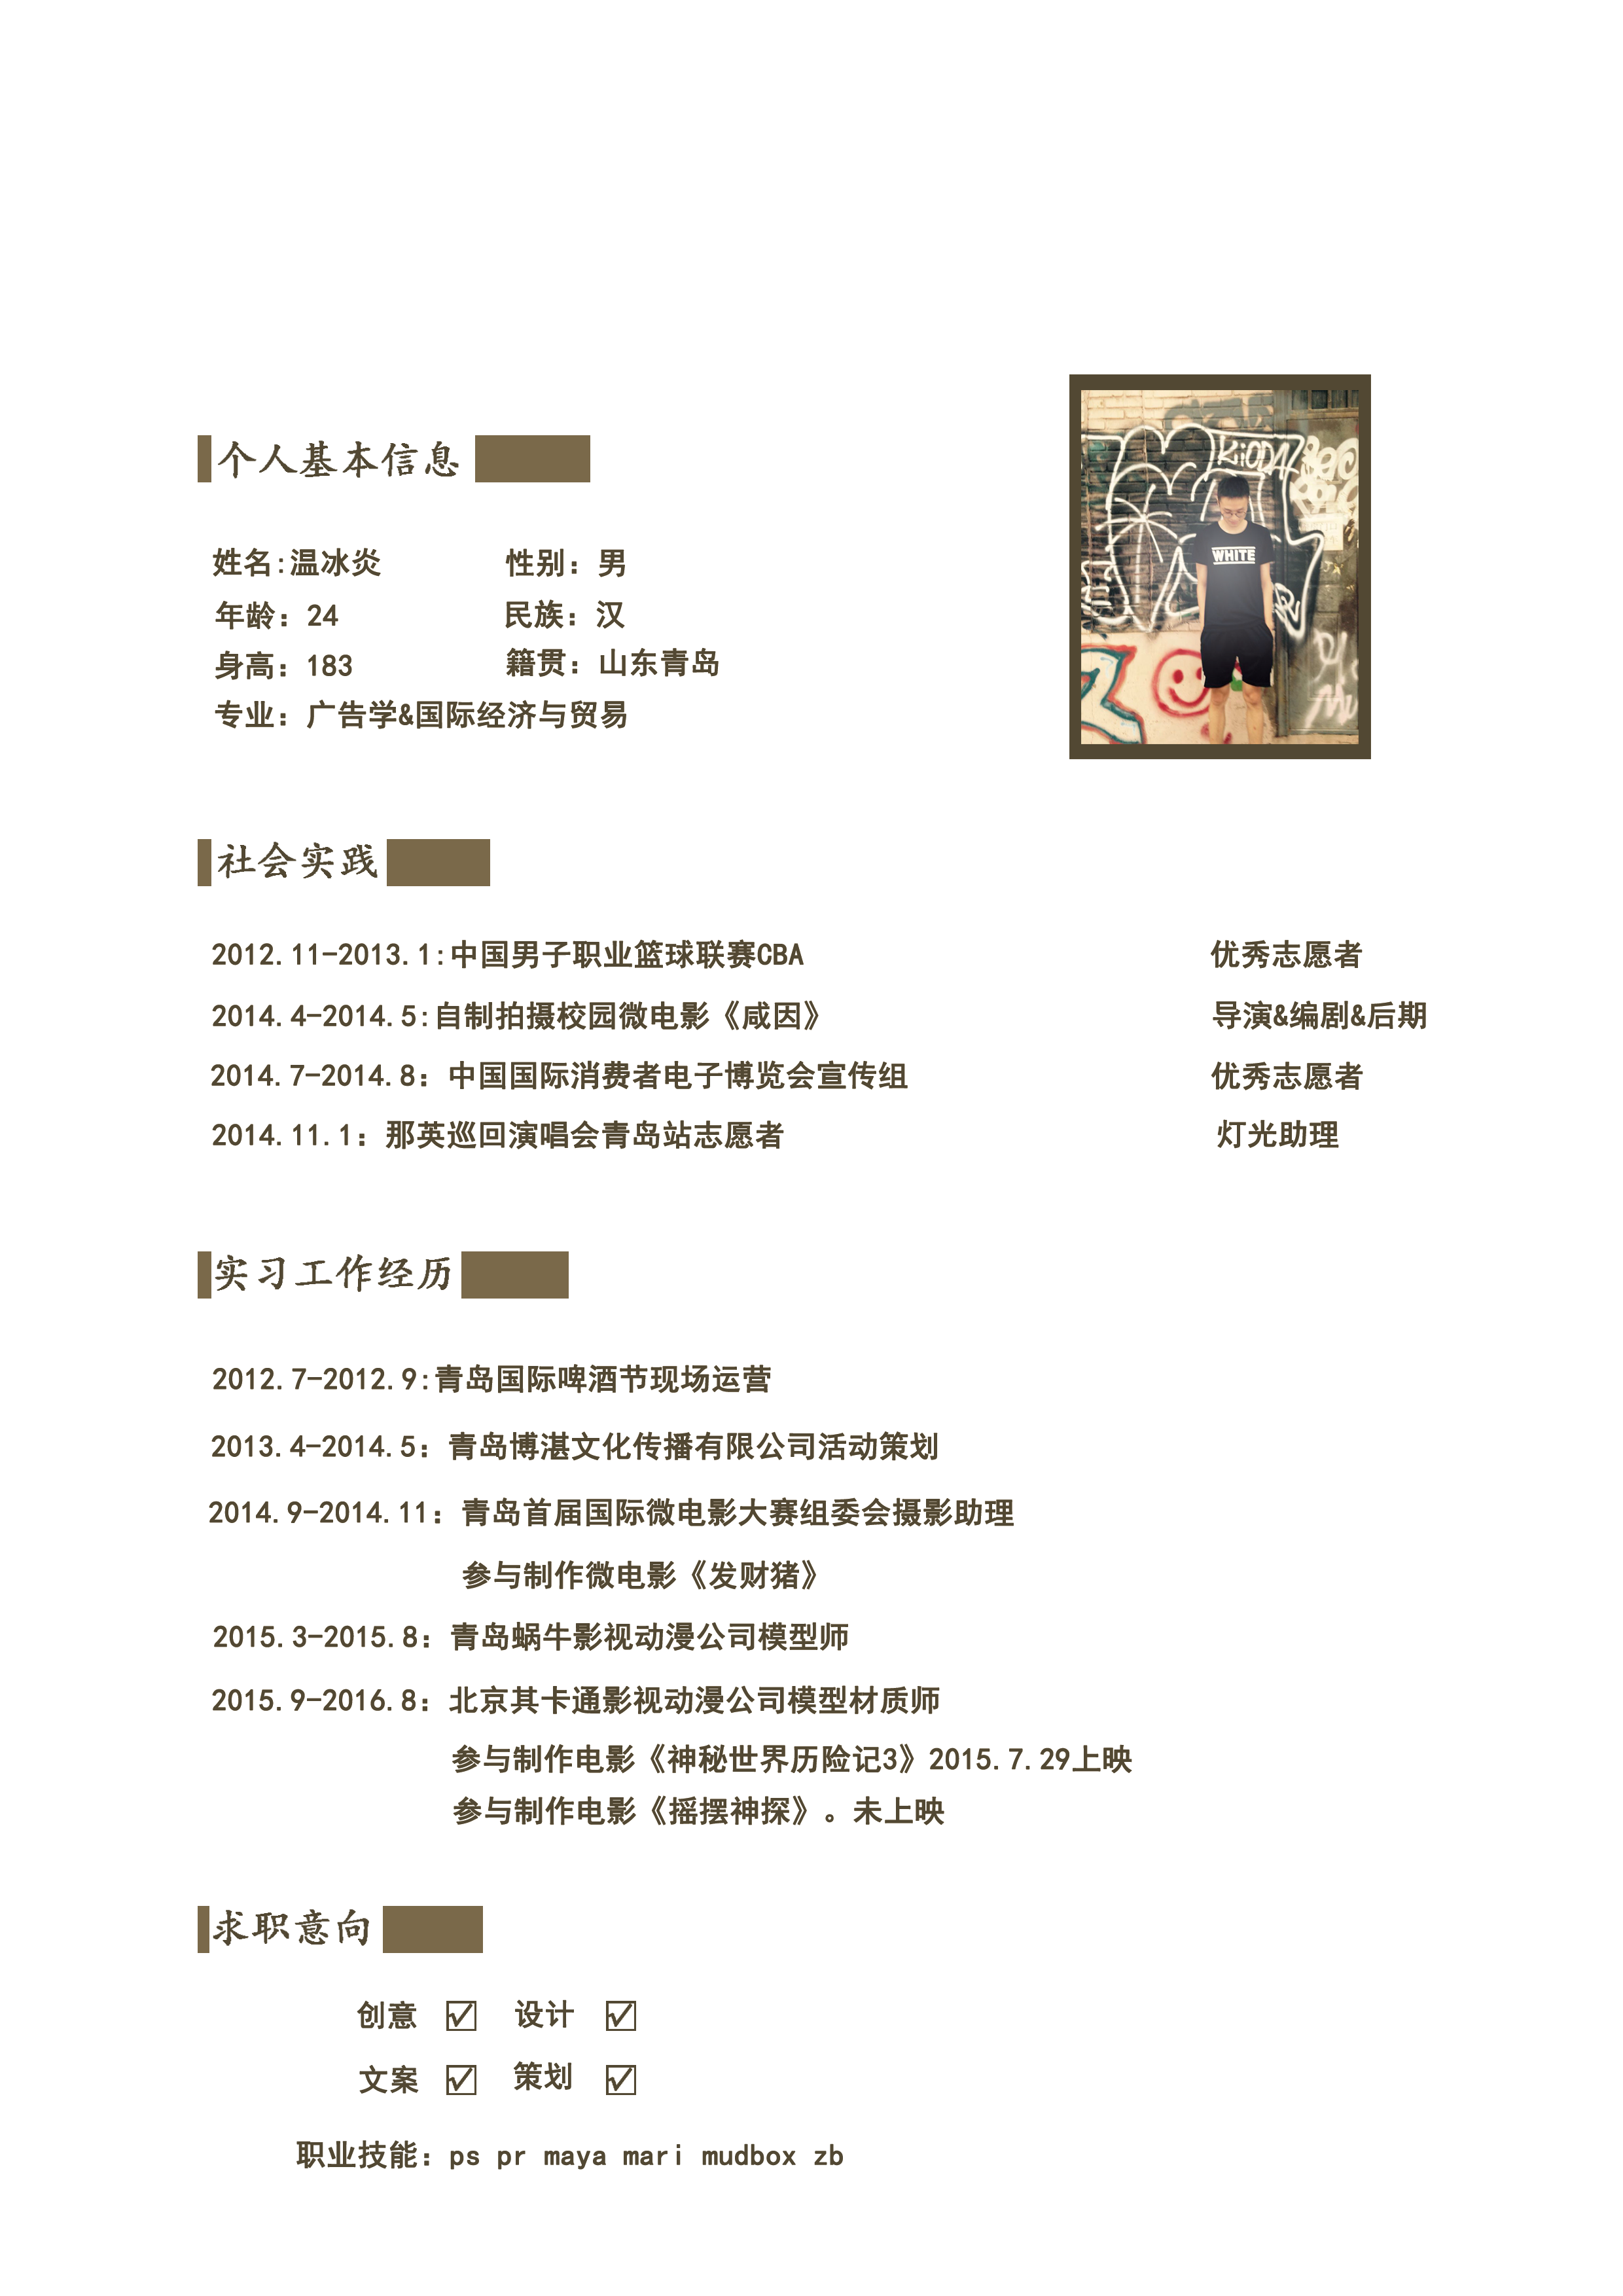 个人基本信息
姓名:温冰炎 性别：男
年龄：24 民族：汉
身高：183 籍贯：山东青岛
专业：广告学&国际经济与贸易
KiODAZ
WHITE
社会实践
2012.11-2013.1:中国男子职业篮球联赛CBA 优秀志愿者
2014.4-2014.5:自制拍摄校园微电影《咸因》 导演&编剧&后期
2014.7-2014.8：中国国际消费者电子博览会宣传组 优秀志愿者
2014.11.1：那英巡回演唱会青岛站志愿者 灯光助理
实习工作经历
2012.7-2012.9:青岛国际啤酒节现场运营
2013.4-2014.5：青岛博湛文化传播有限公司活动策划
2014.9-2014.11：青岛首届国际微电影大赛组委会摄影助理
参与制作微电影《发财猪》
2015.3-2015.8：青岛蜗牛影视动漫公司模型师
2015.9-2016.8：北京其卡通影视动漫公司模型材质师
参与制作电影《神秘世界历险记3》2015.7.29上映
参与制作电影《摇摆神探》。未上映
求职意向
创意 ☑ 设计 ☑
文案 ☑ 策划 ☑
职业技能：ps pr maya mari mudbox zb